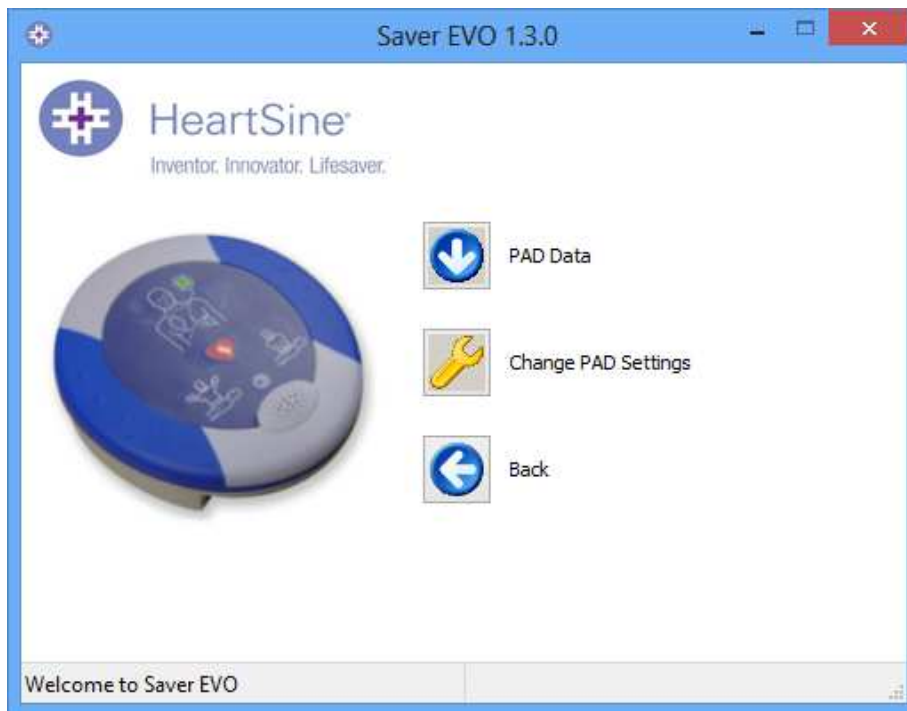 Saver EVO 1.3.0
HeartSine®
Inventor. Innovator. Lifesaver.
PAD Data
Change PAD Settings
Back
Welcome to Saver EVO